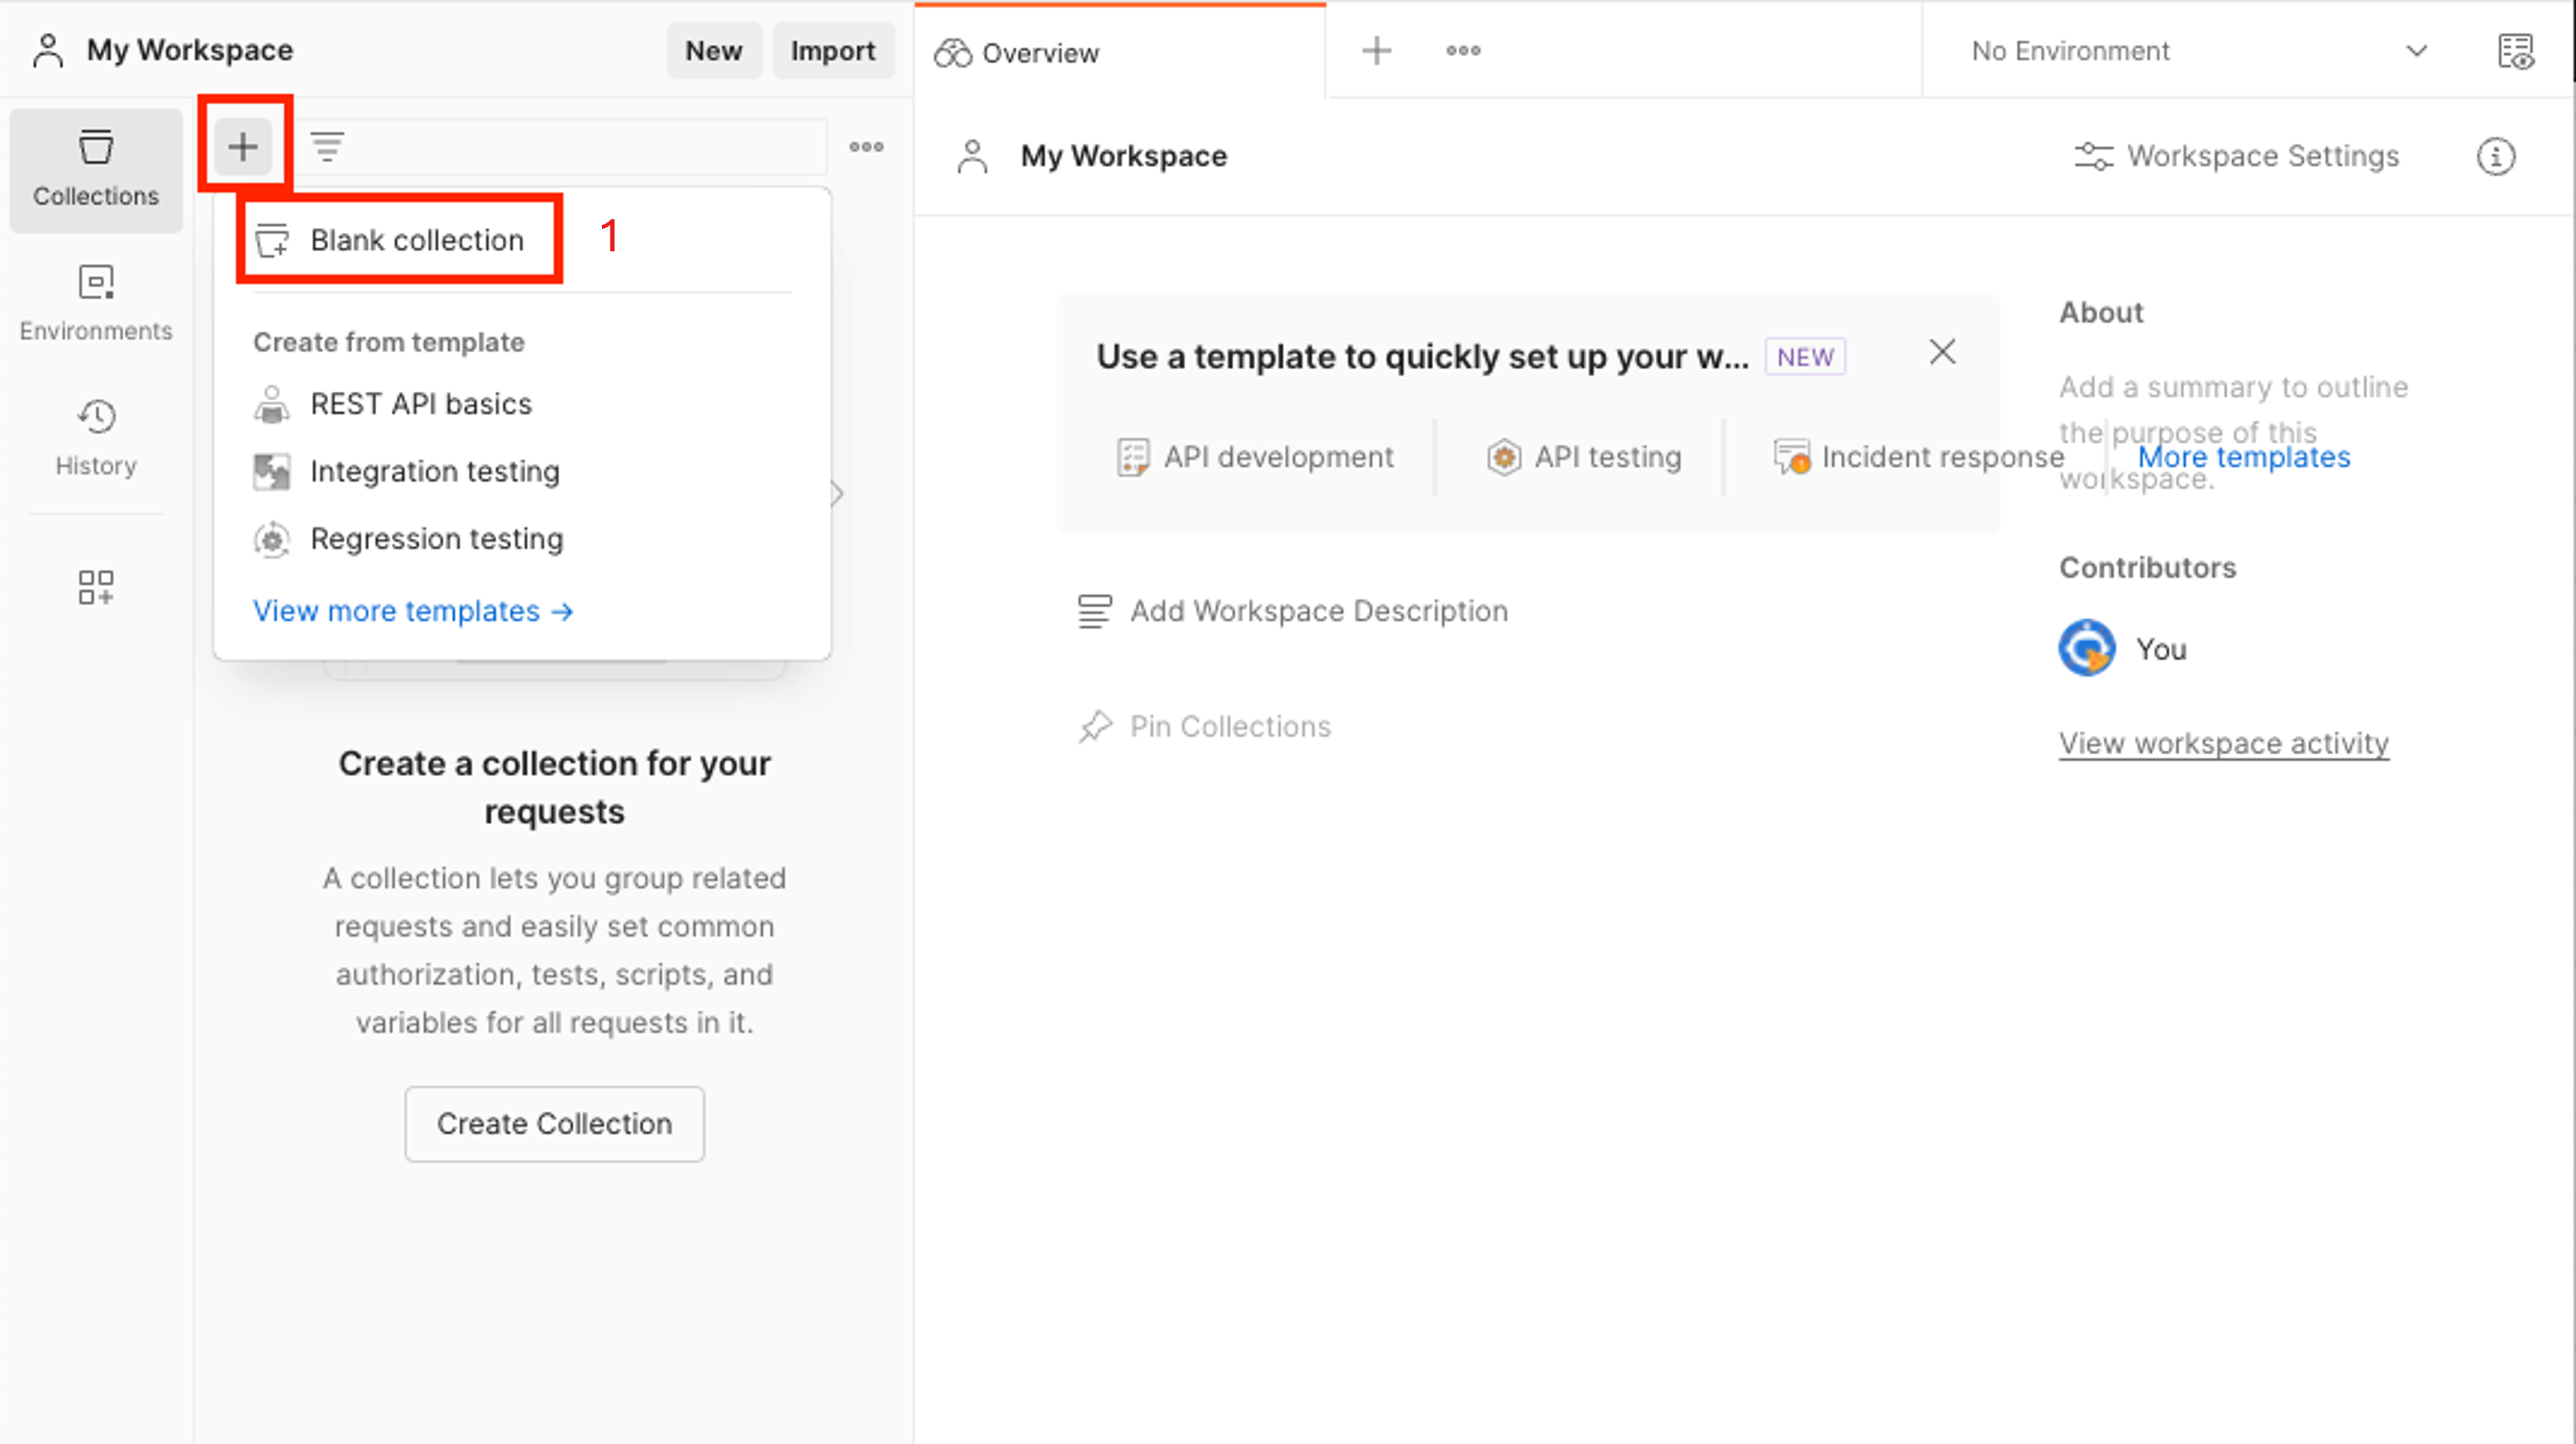 My Workspace
New
Import
Overview
No Environment
Collections
Environments
History
Blank collection
1
Create from template
REST API basics
Integration testing
Regression testing
View more templates →
Create a collection for your
requests
A collection lets you group related
requests and easily set common
authorization, tests, scripts, and
variables for all requests in it.
Create Collection
My Workspace
Workspace Settings
Use a template to quickly set up your w...
NEW
API development
API testing
Incident response
More templates
Add Workspace Description
Pin Collections
About
Add a summary to outline
the purpose of this
workspace.
Contributors
You
View workspace activity